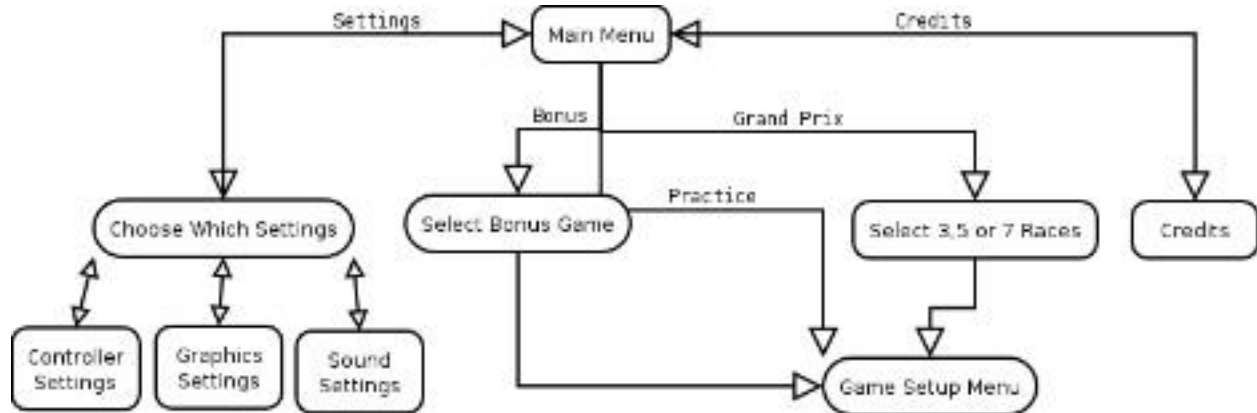 Settings
Main Menu
Credits
Bonus
Grand Prix
Practice
Choose Which Settings
Select Bonus Game
Select 3,5 or 7 Races
Credits
Controller
Settings
Graphics
Settings
Sound
Settings
Game Setup Menu